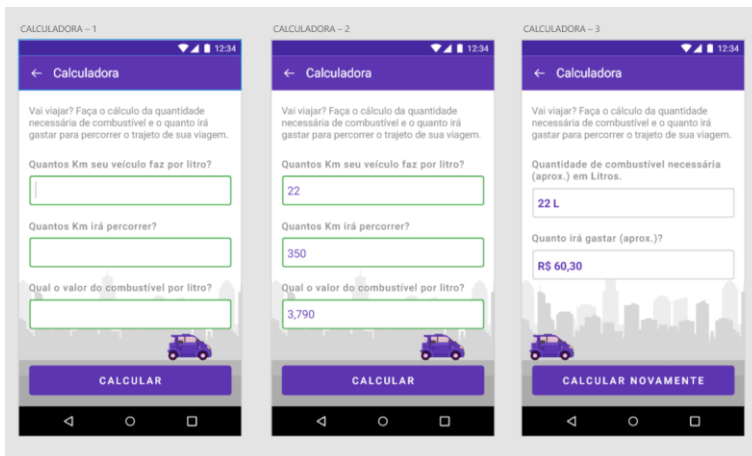 CALCULADORA – 1
12:34
Calculadora
Vai viajar? Faça o cálculo da quantidade
necessária de combustível e o quanto irá
gastar para percorrer o trajeto de sua viagem.
Quantos Km seu veículo faz por litro?
Quantos Km irá percorrer?
Qual o valor do combustível por litro?
CALCULAR
CALCULADORA – 2
12:34
Calculadora
Vai viajar? Faça o cálculo da quantidade
necessária de combustível e o quanto irá
gastar para percorrer o trajeto de sua viagem.
Quantos Km seu veículo faz por litro?
22
Quantos Km irá percorrer?
350
Qual o valor do combustível por litro?
3,790
CALCULAR
CALCULADORA – 3
12:34
Calculadora
Vai viajar? Faça o cálculo da quantidade
necessária de combustível e o quanto irá
gastar para percorrer o trajeto de sua viagem.
Quantidade de combustível necessária
(aprox.) em Litros.
22 L
Quanto irá gastar (aprox.)?
R$ 60,30
CALCULAR NOVAMENTE